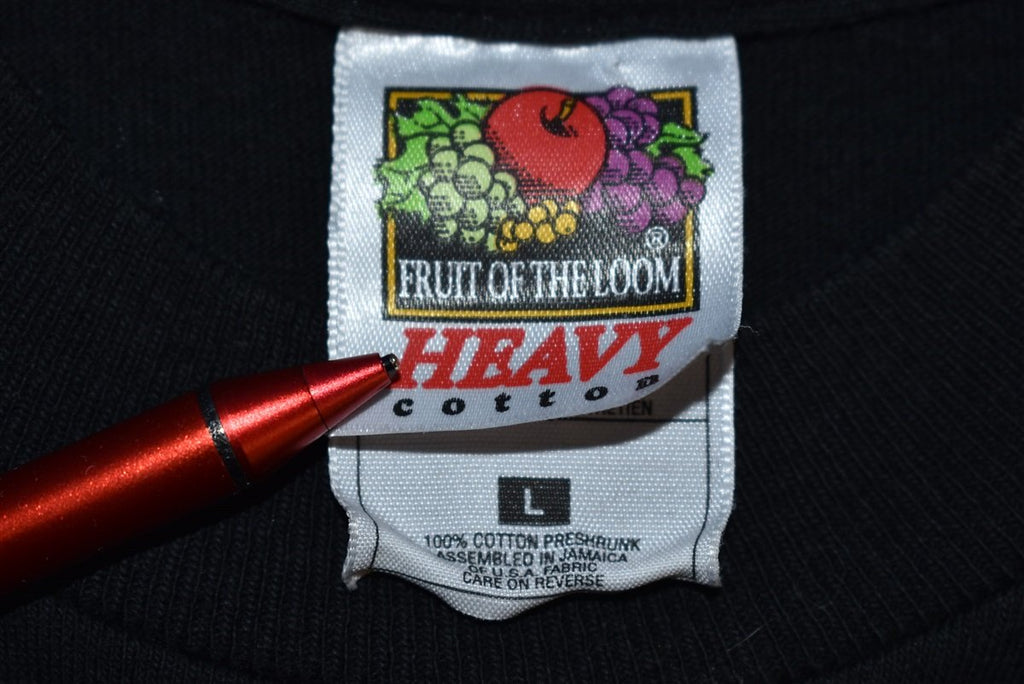 ®
FRUIT OF THE LOOM
HEAVY
cotton
L
100% COTTON PRESHRUNK
ASSEMBLED IN JAMAICA
OF U.S.A. FABRIC
CARE ON REVERSE